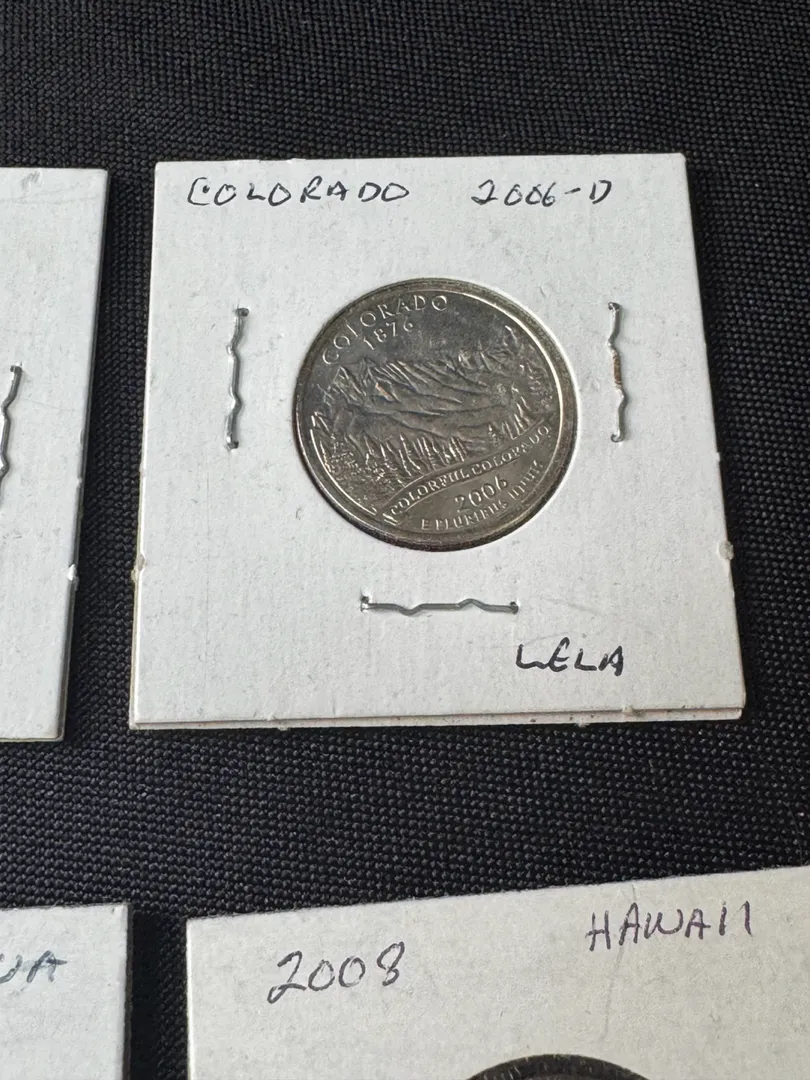 COLORADO 2006-D
COLORADO
1876
COLORFUL COLORADO
2006
E PLURIBUS UNUM
LELA
HAWAII
2008